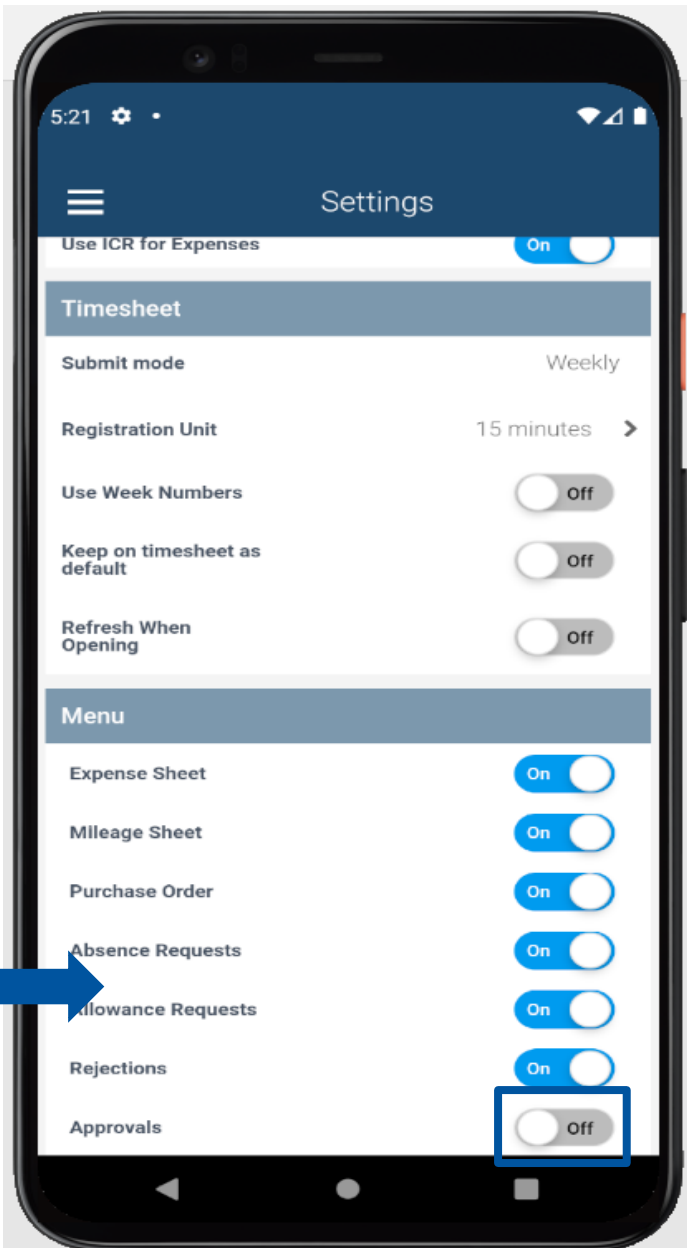 5:21
Settings
Use ICR for Expenses On
Timesheet
Submit mode Weekly
Registration Unit 15 minutes
Use Week Numbers Off
Keep on timesheet as
default Off
Refresh When
Opening Off
Menu
Expense Sheet On
Mileage Sheet On
Purchase Order On
Absence Requests On
Allowance Requests On
Rejections On
Approvals Off